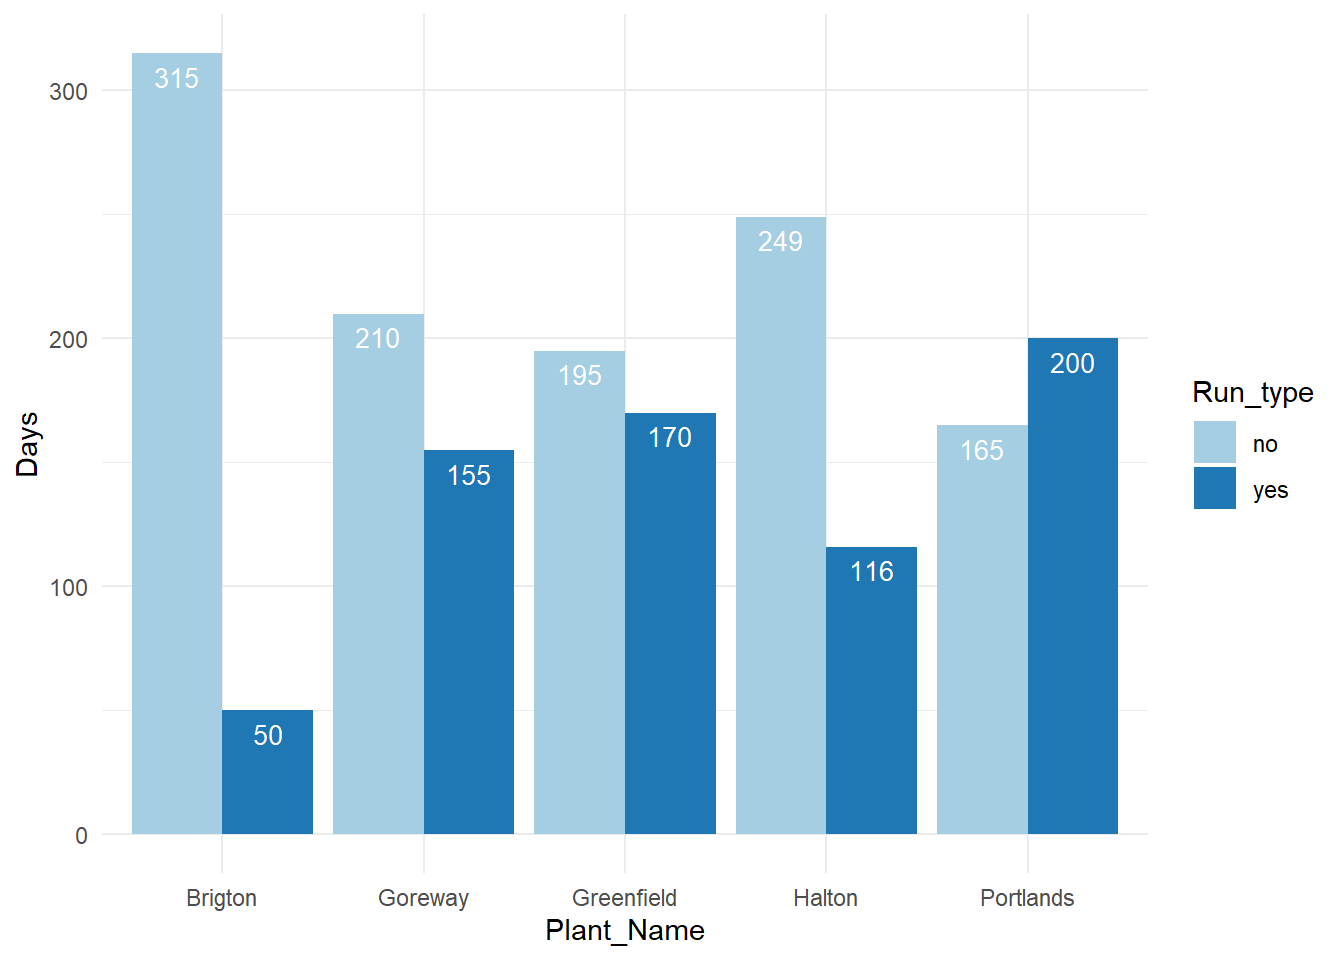 315
300
249
210
200
200
195
170
165
155
116
100
50
0
Days
Brigton Goreway Greenfield Halton Portlands
Plant_Name
Run_type
no
yes